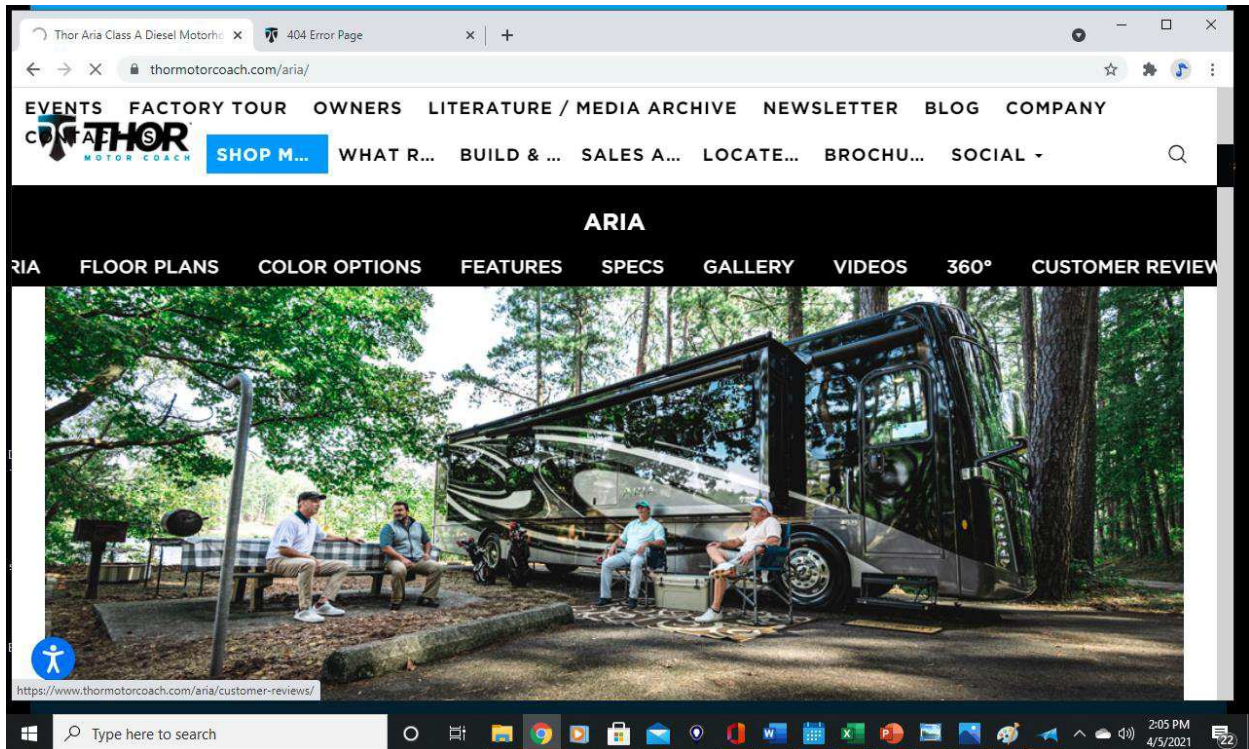 Thor Aria Class A Diesel Motorho
404 Error Page
thormotorcoach.com/aria/
EVENTS FACTORY TOUR OWNERS LITERATURE / MEDIA ARCHIVE NEWSLETTER BLOG COMPANY
CONTACT US
THOR
MOTOR COACH
SHOP M... WHAT R... BUILD & ... SALES A... LOCATE... BROCHU... SOCIAL
ARIA
RIA FLOOR PLANS COLOR OPTIONS FEATURES SPECS GALLERY VIDEOS 360° CUSTOMER REVIEW
ARIA
https://www.thormotorcoach.com/aria/customer-reviews/
Type here to search
2:05 PM
4/5/2021
22